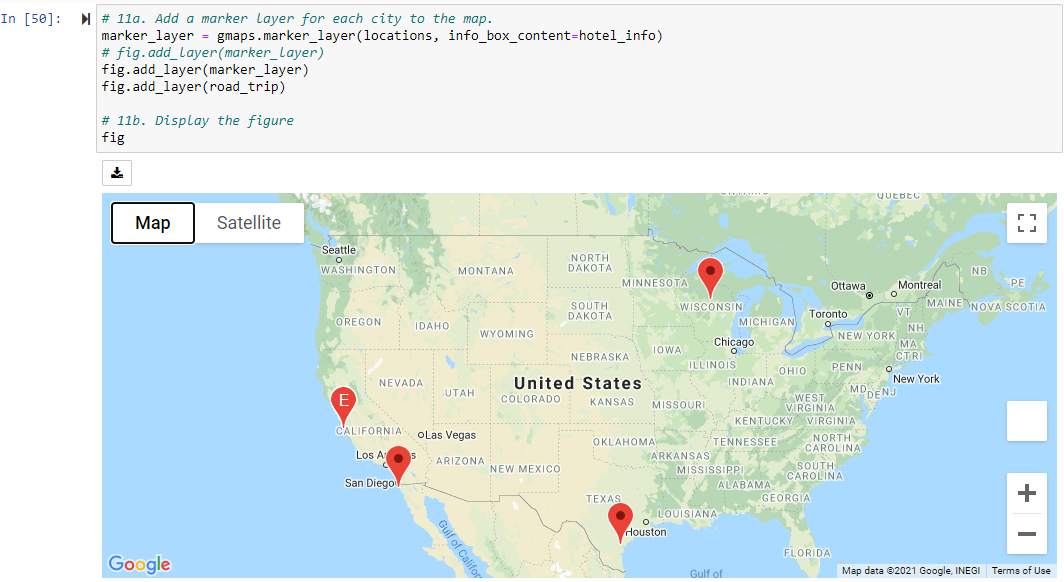 In [50]:
# 11a. Add a marker layer for each city to the map.
marker_layer = gmaps.marker_layer(locations, info_box_content=hotel_info)
# fig.add_layer(marker_layer)
fig.add_layer(marker_layer)
fig.add_layer(road_trip)
# 11b. Display the figure
fig
Map
Satellite
QUEBEC
Seattle
WASHINGTON
MONTANA
NORTH
DAKOTA
MINNESOTA
Ottawa
Montreal
NB
PE
MAINE
NOVA SCOTIA
OREGON
IDAHO
SOUTH
DAKOTA
WISCONSIN
MICHIGAN
Toronto
VT
NH
WYOMING
NEW YORK
MA
CT
RI
IOWA
Chicago
NEBRASKA
ILLINOIS
INDIANA
OHIO
PENN
New York
NEVADA
UTAH
United States
COLORADO
KANSAS
MISSOURI
WEST
VIRGINIA
MD
DE
NJ
E
KENTUCKY
VIRGINIA
CALIFORNIA
Las Vegas
OKLAHOMA
TENNESSEE
NORTH
CAROLINA
Los A
s
ARIZONA
NEW MEXICO
ARKANSAS
MISSISSIPPI
SOUTH
CAROLINA
San Diego
ALABAMA
TEXAS
GEORGIA
LOUISIANA
Houston
Gulf of Califor
FLORIDA
Gulf of
Google
Map data ©2021 Google, INEGI
Terms of Use